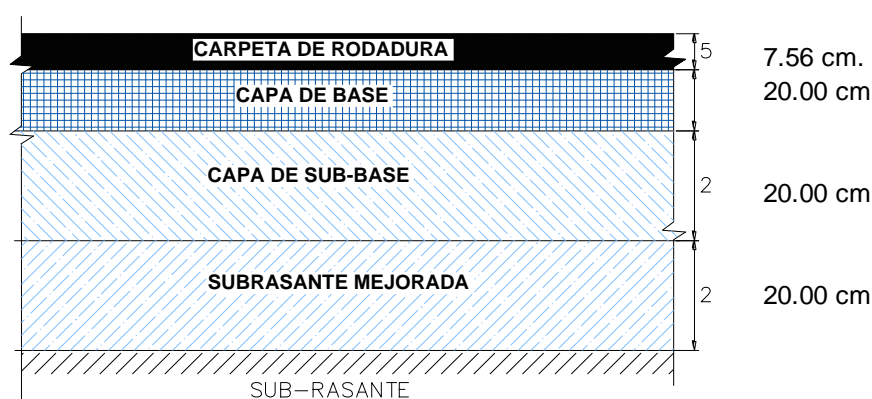 CARPETA DE RODADURA 5 7.56 cm.
CAPA DE BASE 20.00 cm
CAPA DE SUB-BASE 2 20.00 cm
SUBRASANTE MEJORADA 2 20.00 cm
SUB-RASANTE